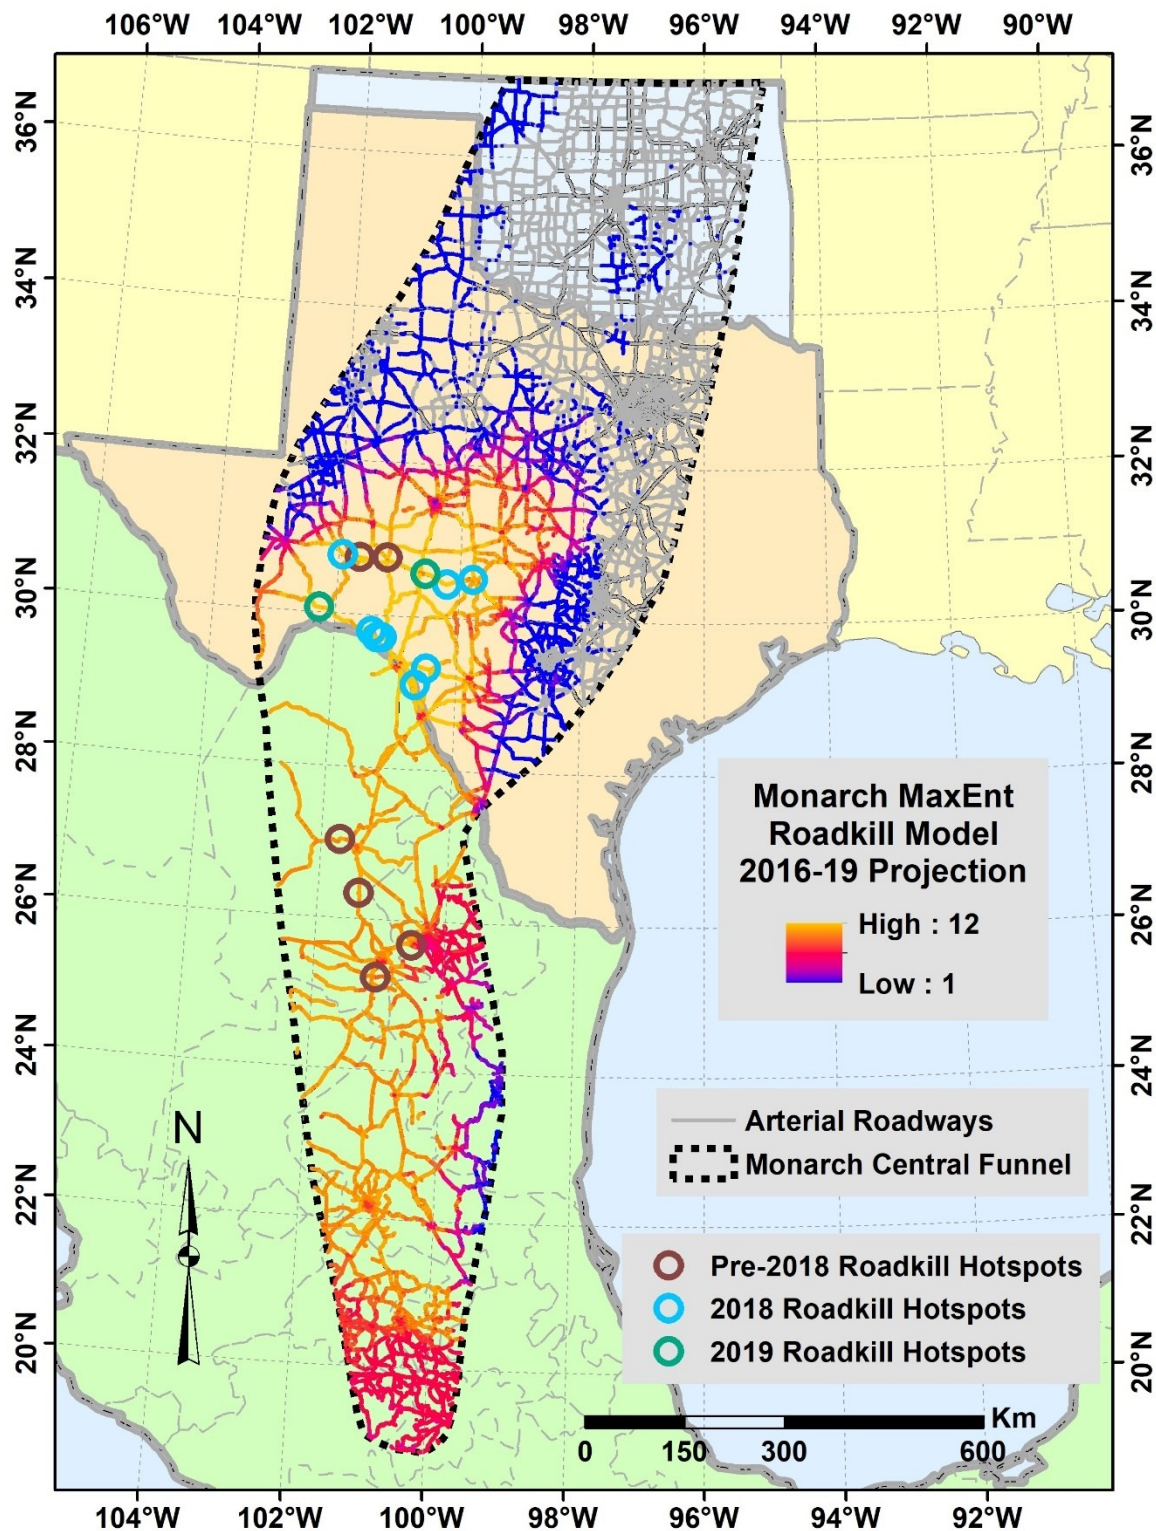 106°W 104°W 102°W 100°W 98°W 96°W 94°W 92°W 90°W
36°N 36°N
34°N 34°N
32°N 32°N
30°N 30°N
28°N 28°N
26°N 26°N
24°N 24°N
22°N 22°N
20°N 20°N
Monarch MaxEnt
Roadkill Model
2016-19 Projection
High : 12
Low : 1
N
Arterial Roadways
Monarch Central Funnel
Pre-2018 Roadkill Hotspots
2018 Roadkill Hotspots
2019 Roadkill Hotspots
Km
0 150 300 600
104°W 102°W 100°W 98°W 96°W 94°W 92°W